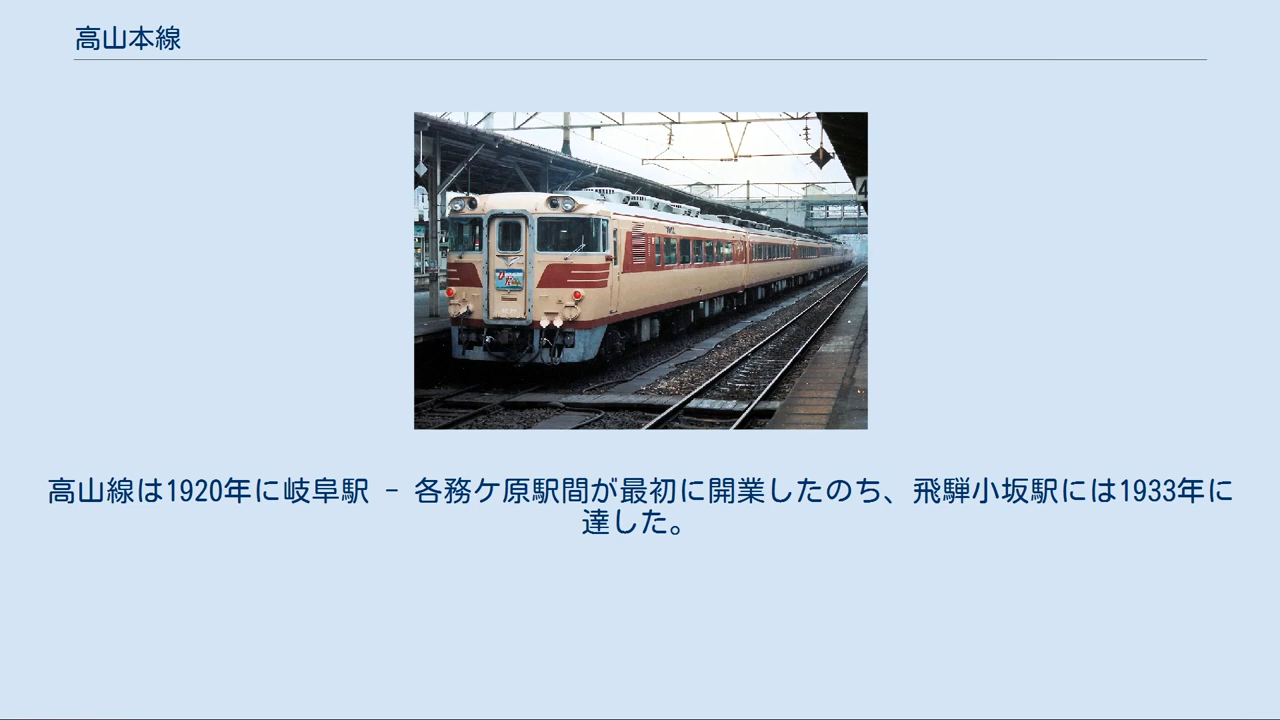 高山本線
4
高山線は1920年に岐阜駅 - 各務ケ原駅間が最初に開業したのち、飛騨小坂駅には1933年に
達した。